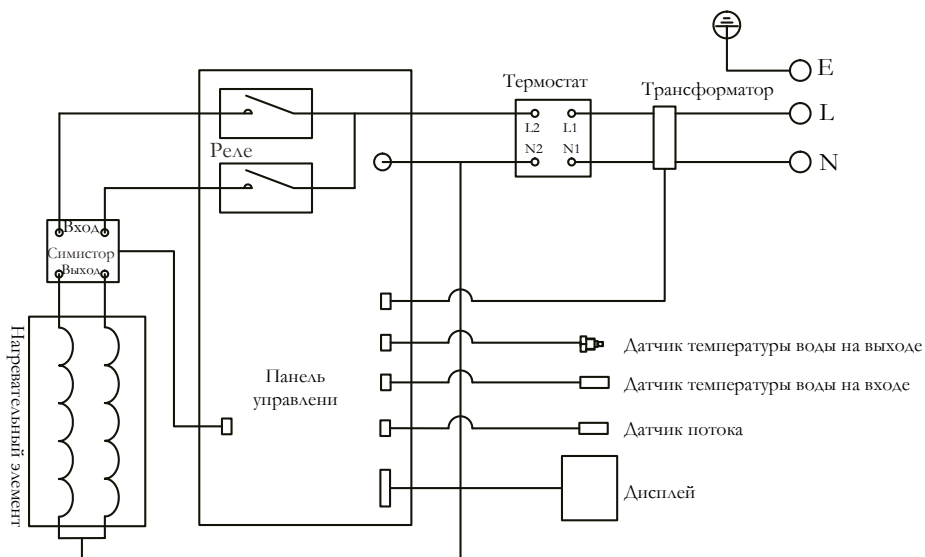 E
Термостат
Трансформатор
L
L2 L1
Реле
N2 N1
N
Вход
Симистор
Выход
Нагревательный элемент
Датчик температуры воды на выходе
Панель
управлени
Датчик температуры воды на входе
Датчик потока
Дисплей